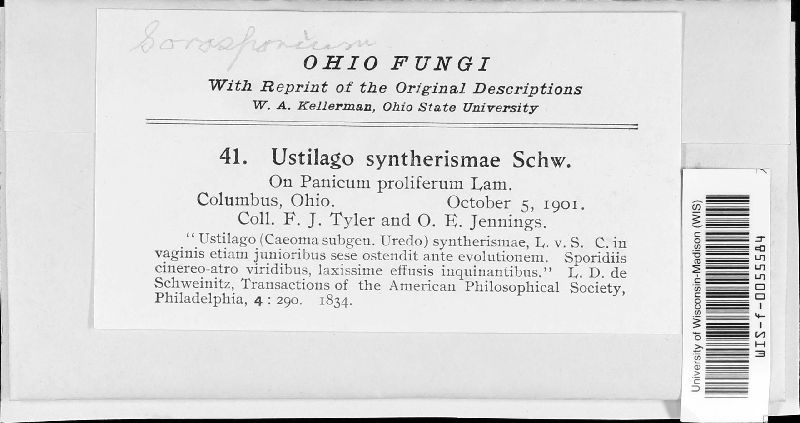 Sorosporium
OHIO FUNGI
With Reprint of the Original Descriptions
W. A. Kellerman, Ohio State University
41. Ustilago syntherismae Schw.
On Panicum proliferum Lam.
Columbus, Ohio. October 5, 1901.
Coll. F. J. Tyler and O. E. Jennings.
“Ustilago (Caeoma subgen. Uredo) syntherismae, L. v. S. C. in
vaginis etiam junioribus sese ostendit ante evolutionem. Sporidiis
cinereo-atro viridibus, laxissime effusis inquinantibus.” L. D. de
Schweinitz, Transactions of the American Philosophical Society,
Philadelphia, 4 : 290. 1834.
University of Wisconsin-Madison (WIS)
WIS-f-0055584